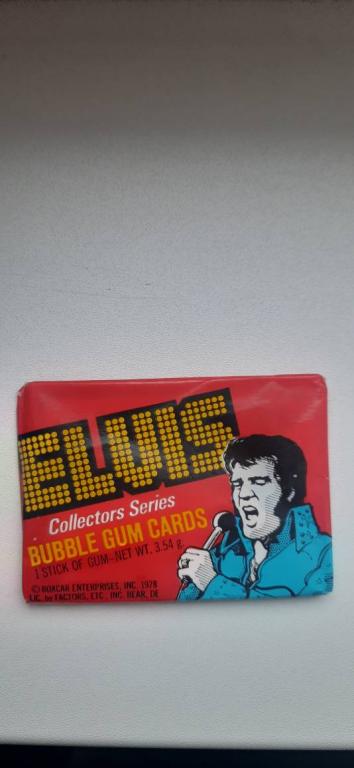 ELVIS
Collectors Series
BUBBLE GUM CARDS
1 STICK OF GUM-NET WT. 3.54 g.
© BOXCAR ENTERPRISES, INC. 1978
LIC. by FACTORS, ETC., INC. BEAR, DE